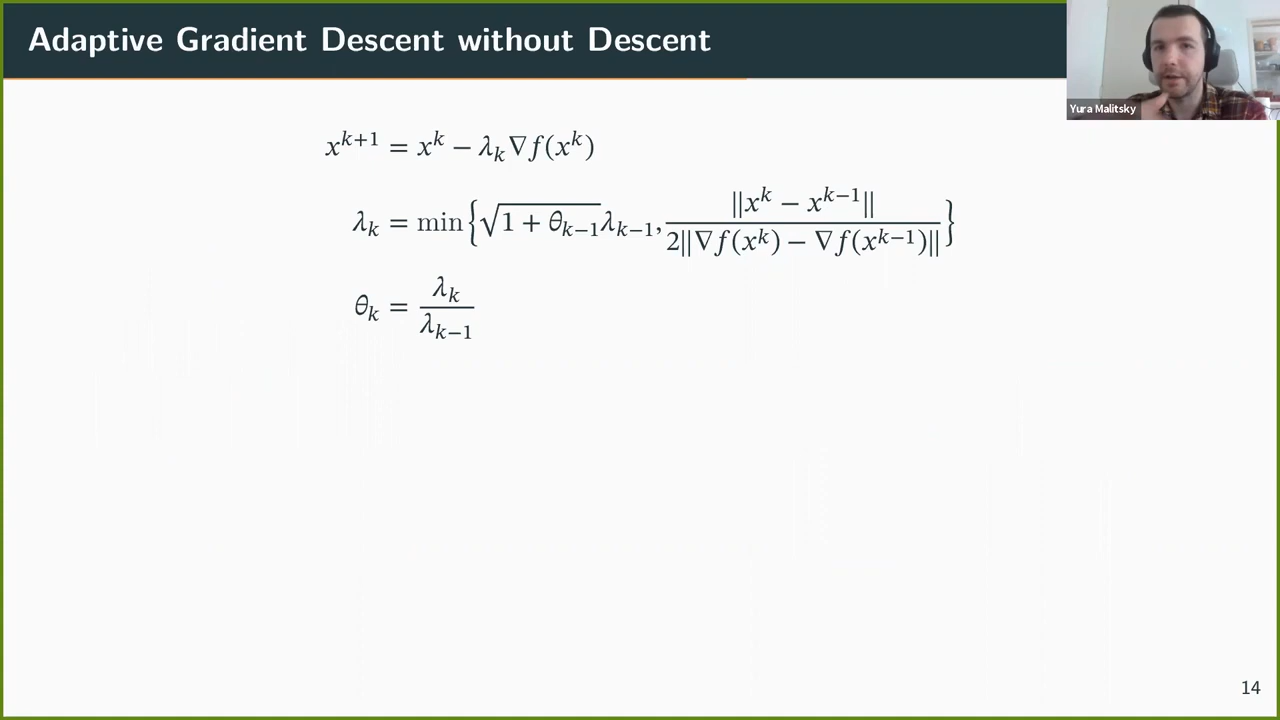 Adaptive Gradient Descent without Descent
Yura Malitsky
x^{k+1} = x^k − λ_k ∇f(x^k)
λ_k = min{√(1 + θ_{k−1}) λ_{k−1}, ‖x^k − x^{k−1}‖ / 2‖∇f(x^k) − ∇f(x^{k−1})‖}
θ_k = λ_k / λ_{k−1}
14